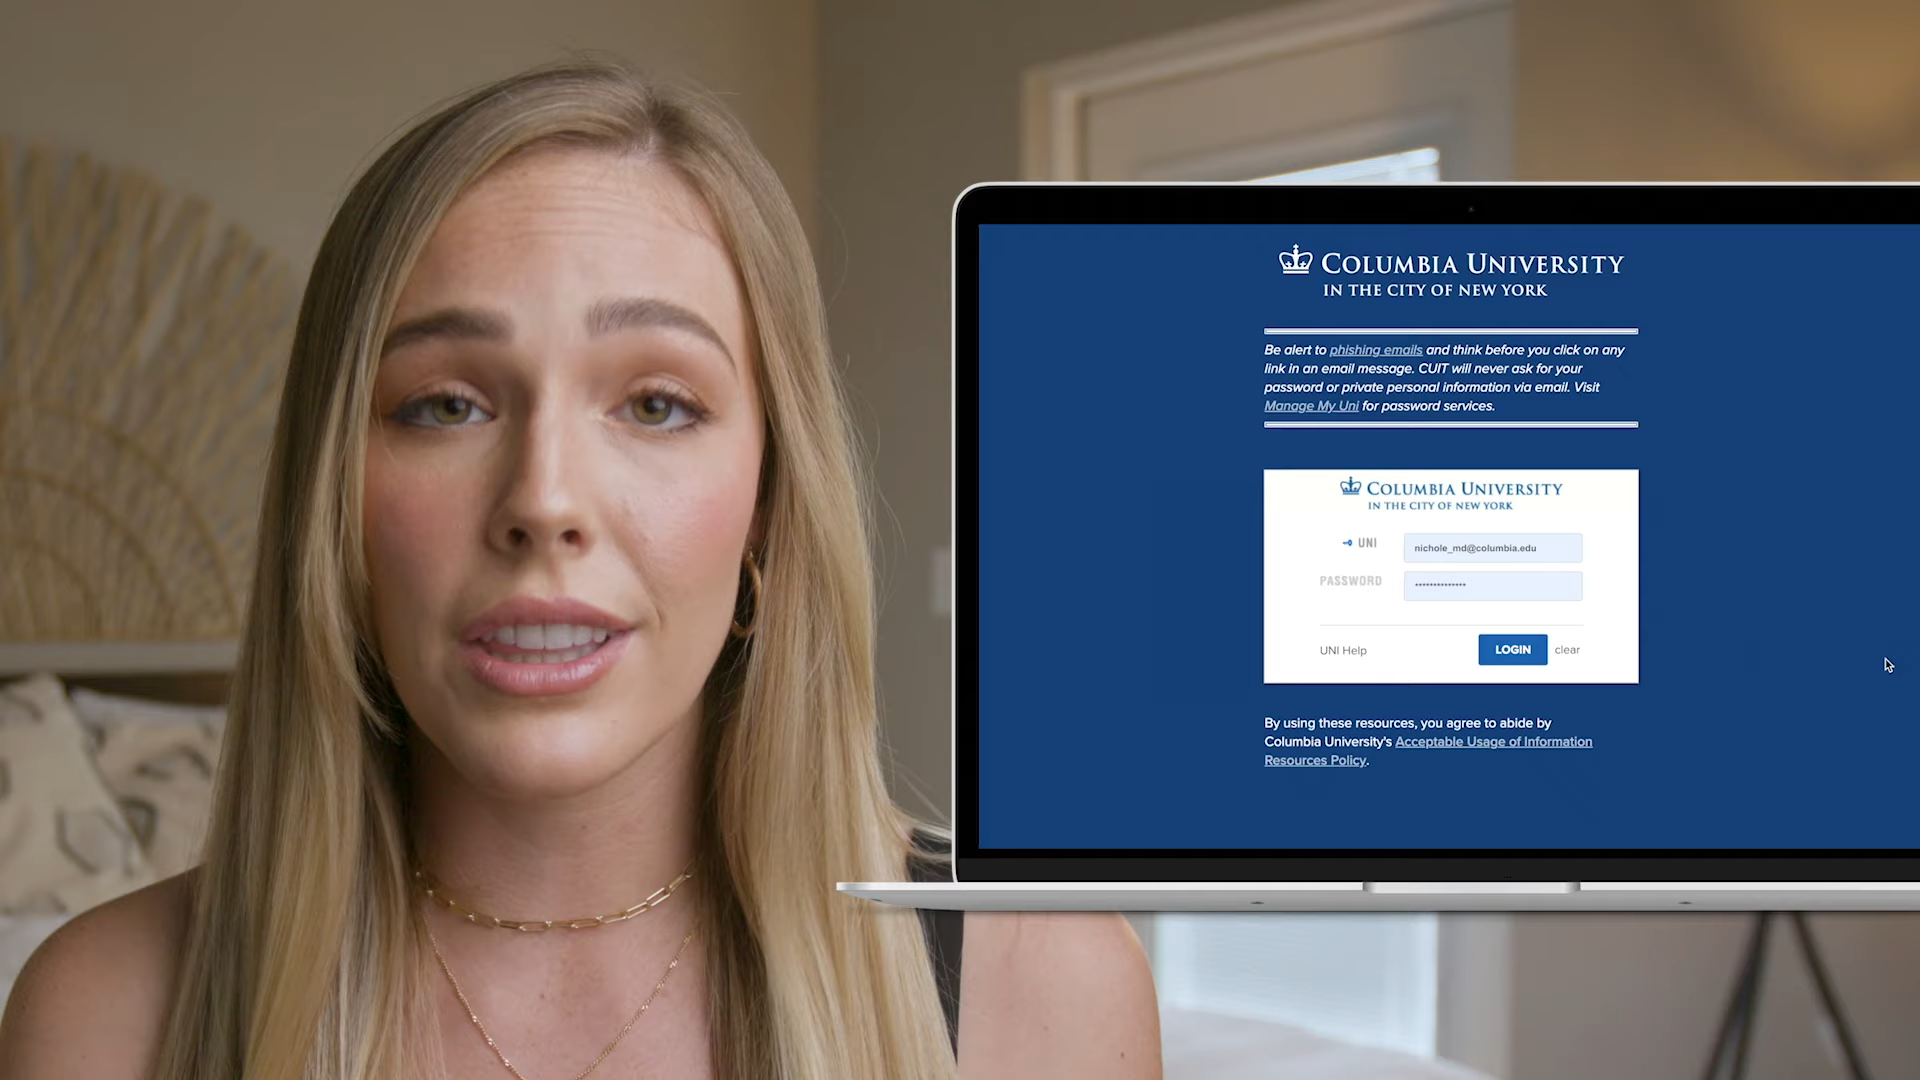 COLUMBIA UNIVERSITY
IN THE CITY OF NEW YORK
Be alert to phishing emails and think before you click on any
link in an email message. CUIT will never ask for your
password or private personal information via email. Visit
Manage My Uni for password services.
COLUMBIA UNIVERSITY
IN THE CITY OF NEW YORK
UNI
nichole_md@columbia.edu
PASSWORD
**************
UNI Help
LOGIN
clear
By using these resources, you agree to abide by
Columbia University's Acceptable Usage of Information
Resources Policy.